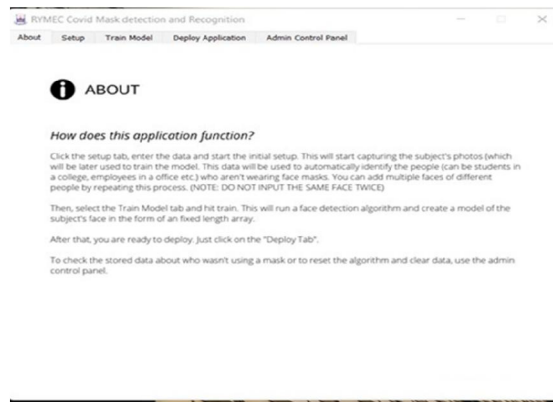 RYMEC Covid Mask detection and Recognition
About Setup Train Model Deploy Application Admin Control Panel
ABOUT
How does this application function?
Click the setup tab, enter the data and start the initial setup. This will start capturing the subject's photos (which
will be later used to train the model. This data will be used to automatically identify the people (can be students in
a college, employees in a office etc.) who aren't wearing face masks. You can add multiple faces of different
people by repeating this process. (NOTE: DO NOT INPUT THE SAME FACE TWICE)
Then, select the Train Model tab and hit train. This will run a face detection algorithm and create a model of the
subject's face in the form of an fixed length array.
After that, you are ready to deploy. Just click on the "Deploy Tab".
To check the stored data about who wasn't using a mask or to reset the algorithm and clear data, use the admin
control panel.